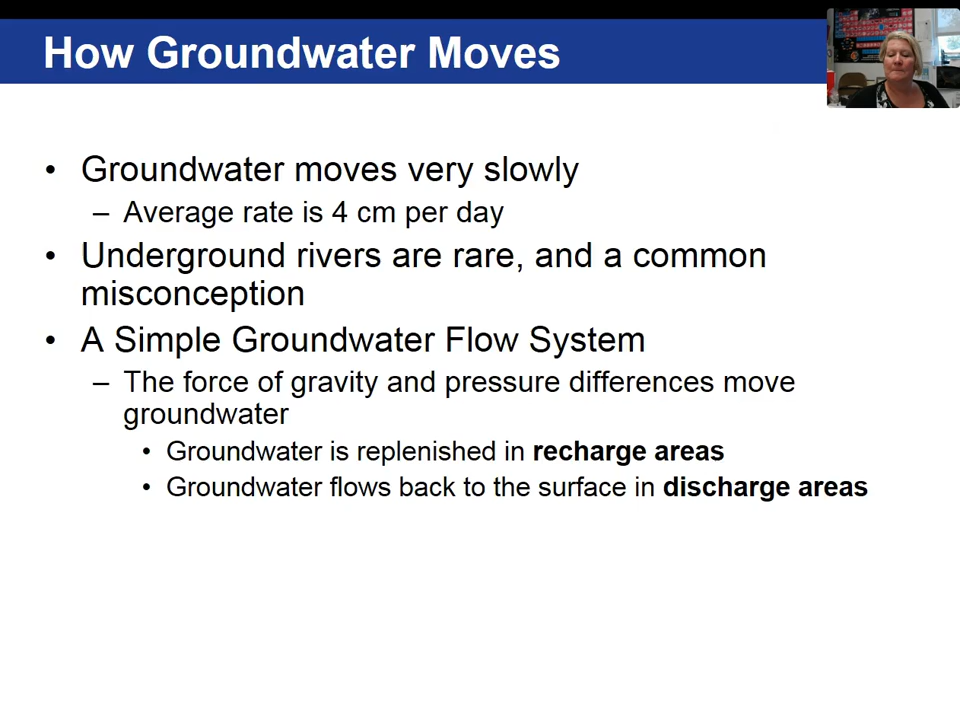 How Groundwater Moves
• Groundwater moves very slowly
– Average rate is 4 cm per day
• Underground rivers are rare, and a common
misconception
• A Simple Groundwater Flow System
– The force of gravity and pressure differences move
groundwater
• Groundwater is replenished in recharge areas
• Groundwater flows back to the surface in discharge areas